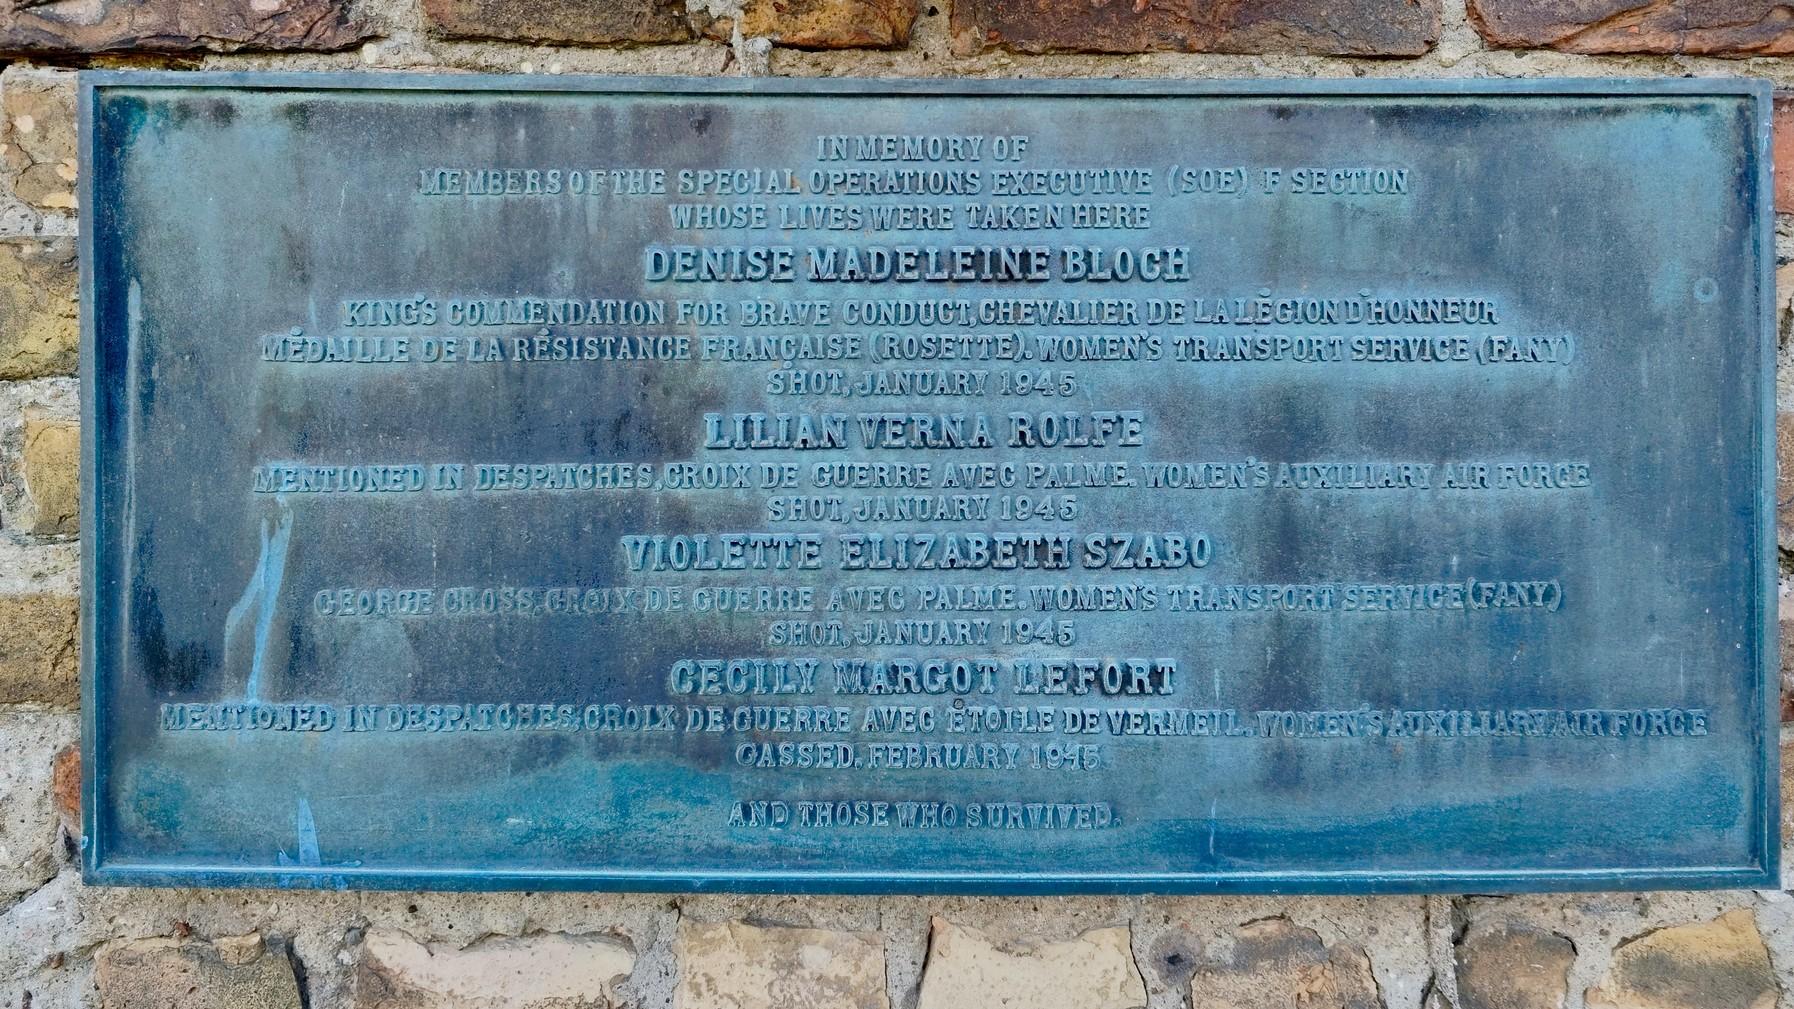 IN MEMORY OF
MEMBERS OF THE SPECIAL OPERATIONS EXECUTIVE (SOE) F SECTION
WHOSE LIVES WERE TAKEN HERE
DENISE MADELEINE BLOCH
KING'S COMMENDATION FOR BRAVE CONDUCT, CHEVALIER DE LA LÉGION D'HONNEUR
MÉDAILLE DE LA RÉSISTANCE FRANÇAISE (ROSETTE). WOMEN'S TRANSPORT SERVICE (FANY)
SHOT, JANUARY 1945
LILIAN VERNA ROLFE
MENTIONED IN DESPATCHES, CROIX DE GUERRE AVEC PALME. WOMEN'S AUXILIARY AIR FORCE
SHOT, JANUARY 1945
VIOLETTE ELIZABETH SZABO
GEORGE CROSS, CROIX DE GUERRE AVEC PALME. WOMEN'S TRANSPORT SERVICE (FANY)
SHOT, JANUARY 1945
CECILY MARGOT LEFORT
MENTIONED IN DESPATCHES, CROIX DE GUERRE AVEC ÉTOILE DE VERMEIL. WOMEN'S AUXILLIARY AIR FORCE
GASSED, FEBRUARY 1945
AND THOSE WHO SURVIVED.